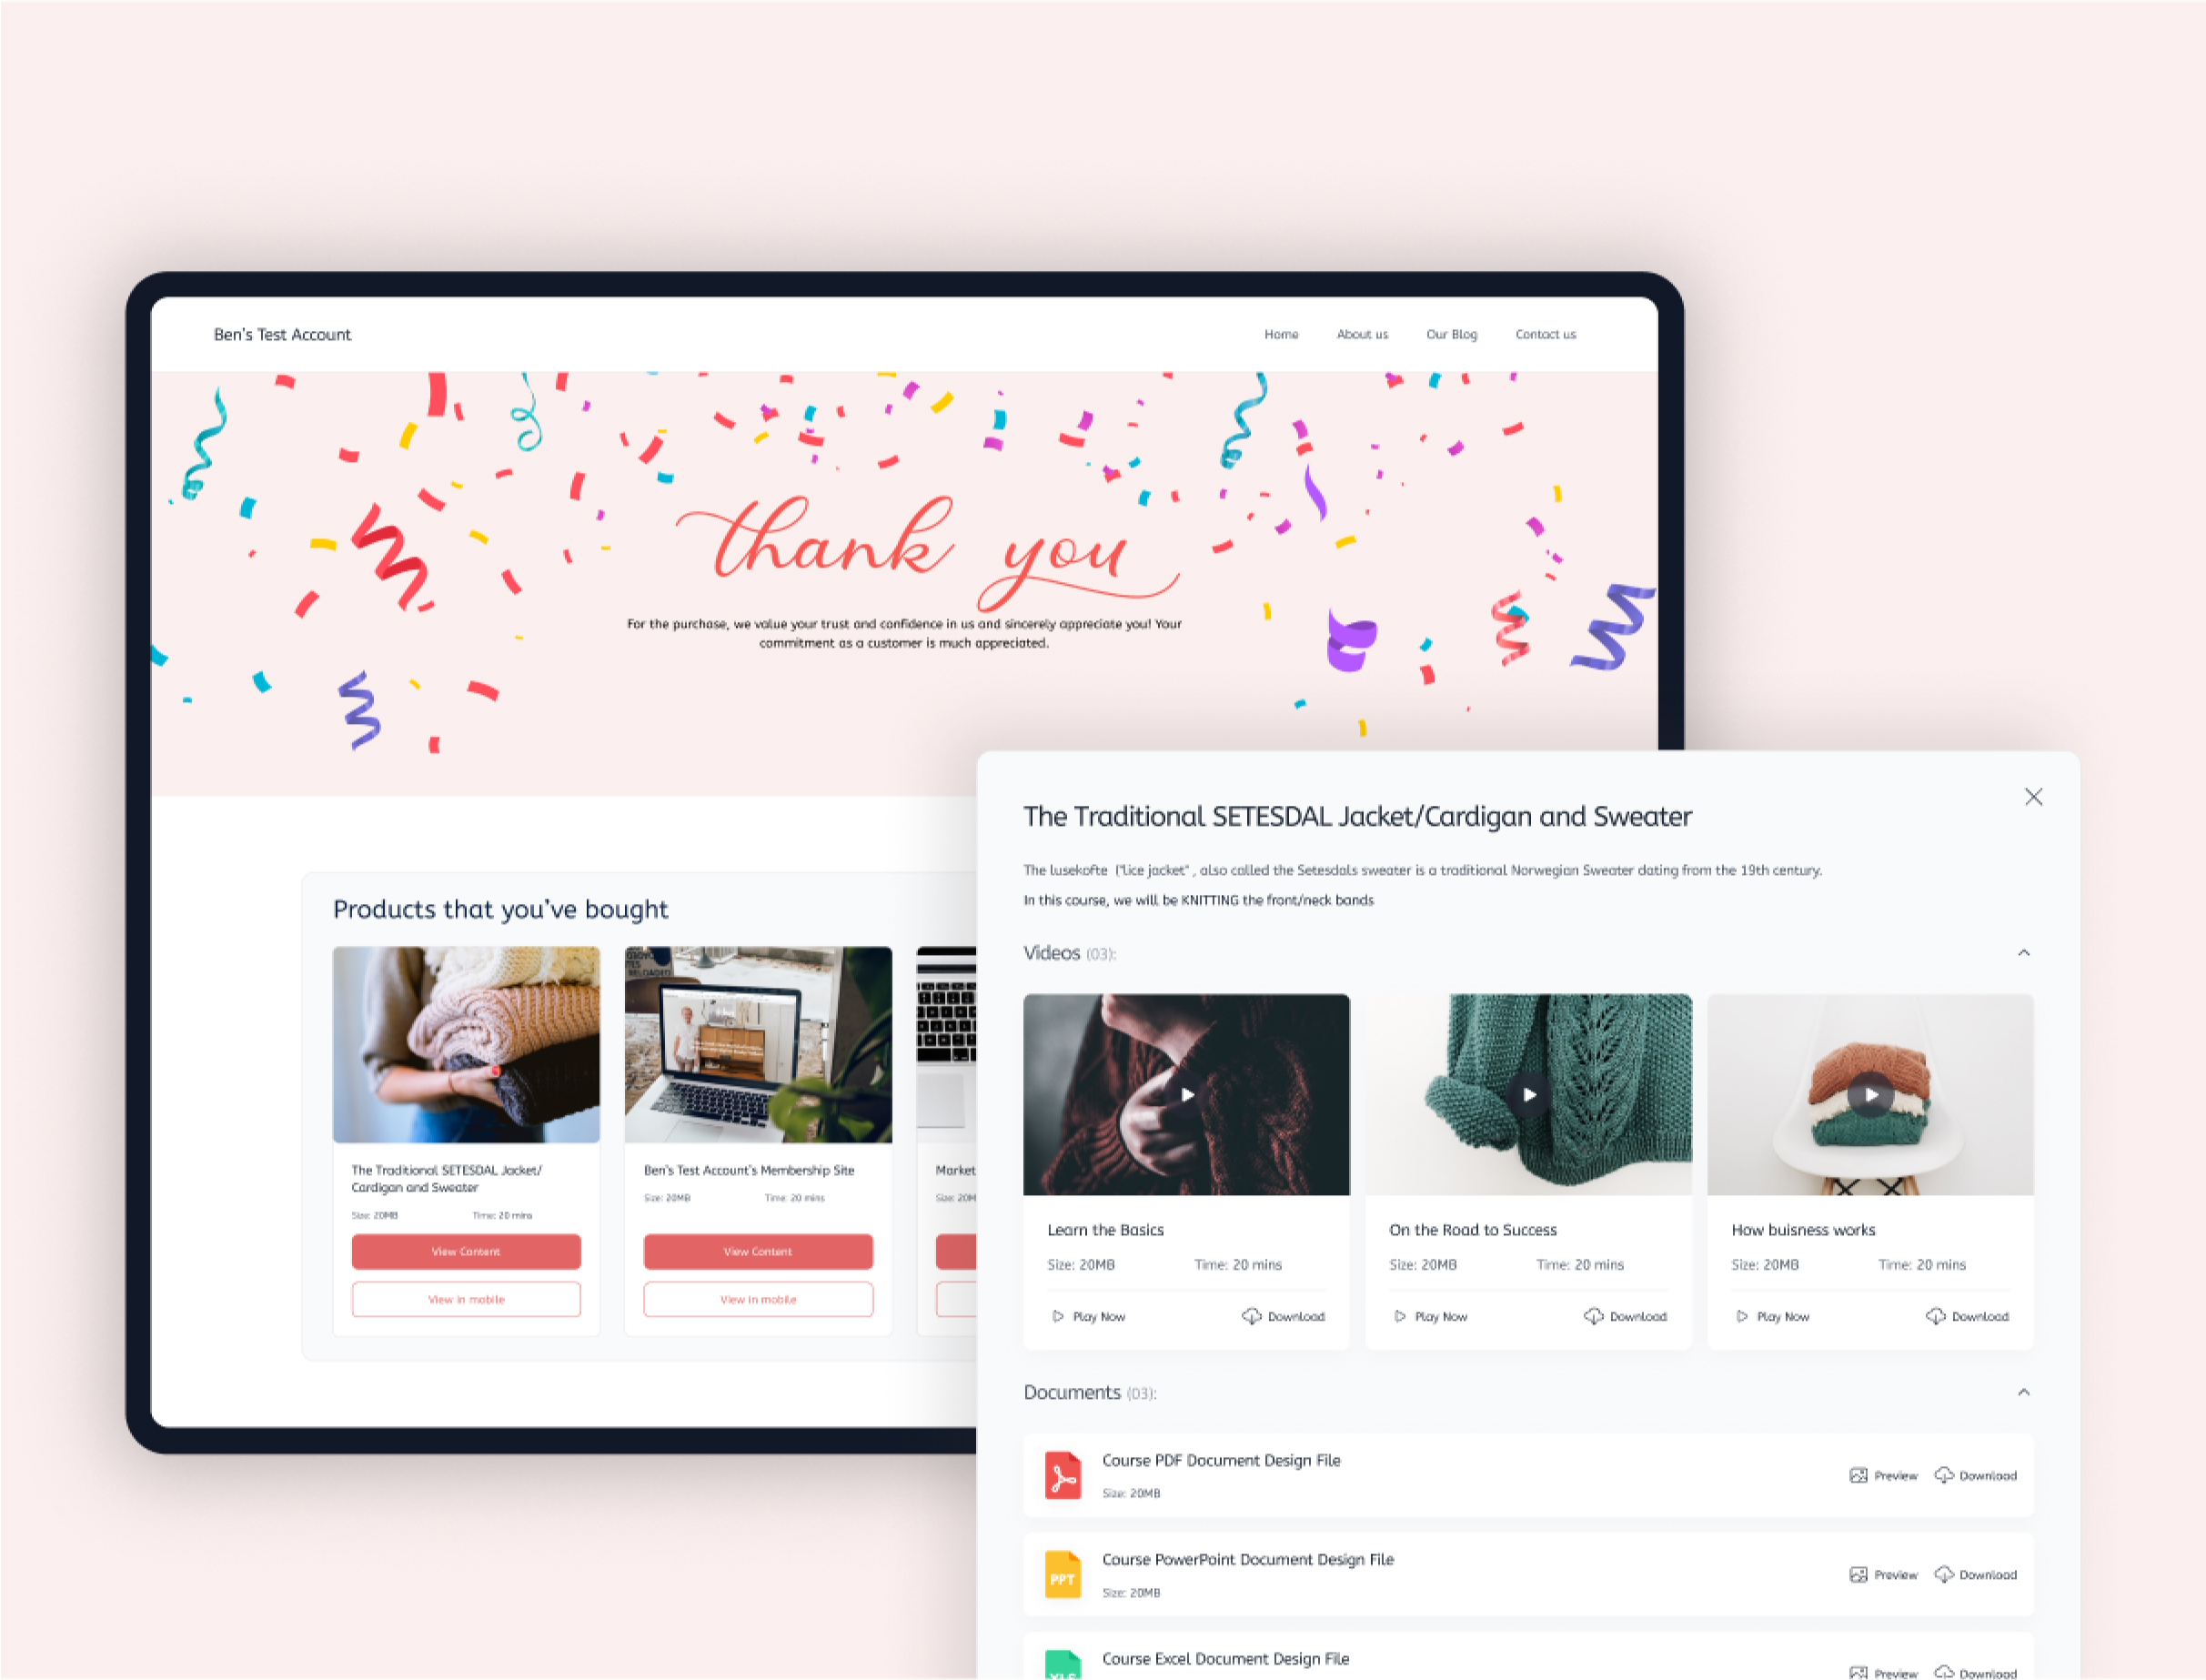 Ben's Test Account
Home
About us
Our Blog
Contact us
thank you
For the purchase, we value your trust and confidence in us and sincerely appreciate you! Your
commitment as a customer is much appreciated.
Products that you've bought
The Traditional SETESDAL Jacket/
Cardigan and Sweater
Size: 20MB
Time: 20 mins
View Content
View in mobile
Ben's Test Account's Membership Site
Size: 20MB
Time: 20 mins
View Content
View in mobile
Market
Size: 20M
The Traditional SETESDAL Jacket/Cardigan and Sweater
The lusekofte ("lice jacket" , also called the Setesdals sweater is a traditional Norwegian Sweater dating from the 19th century.
In this course, we will be KNITTING the front/neck bands
Videos (03):
Learn the Basics
Size: 20MB
Time: 20 mins
Play Now
Download
On the Road to Success
Size: 20MB
Time: 20 mins
Play Now
Download
How buisness works
Size: 20MB
Time: 20 mins
Play Now
Download
Documents (03):
Course PDF Document Design File
Size: 20MB
Preview
Download
PPT
Course PowerPoint Document Design File
Size: 20MB
Preview
Download
XLS
Course Excel Document Design File
Preview
Download